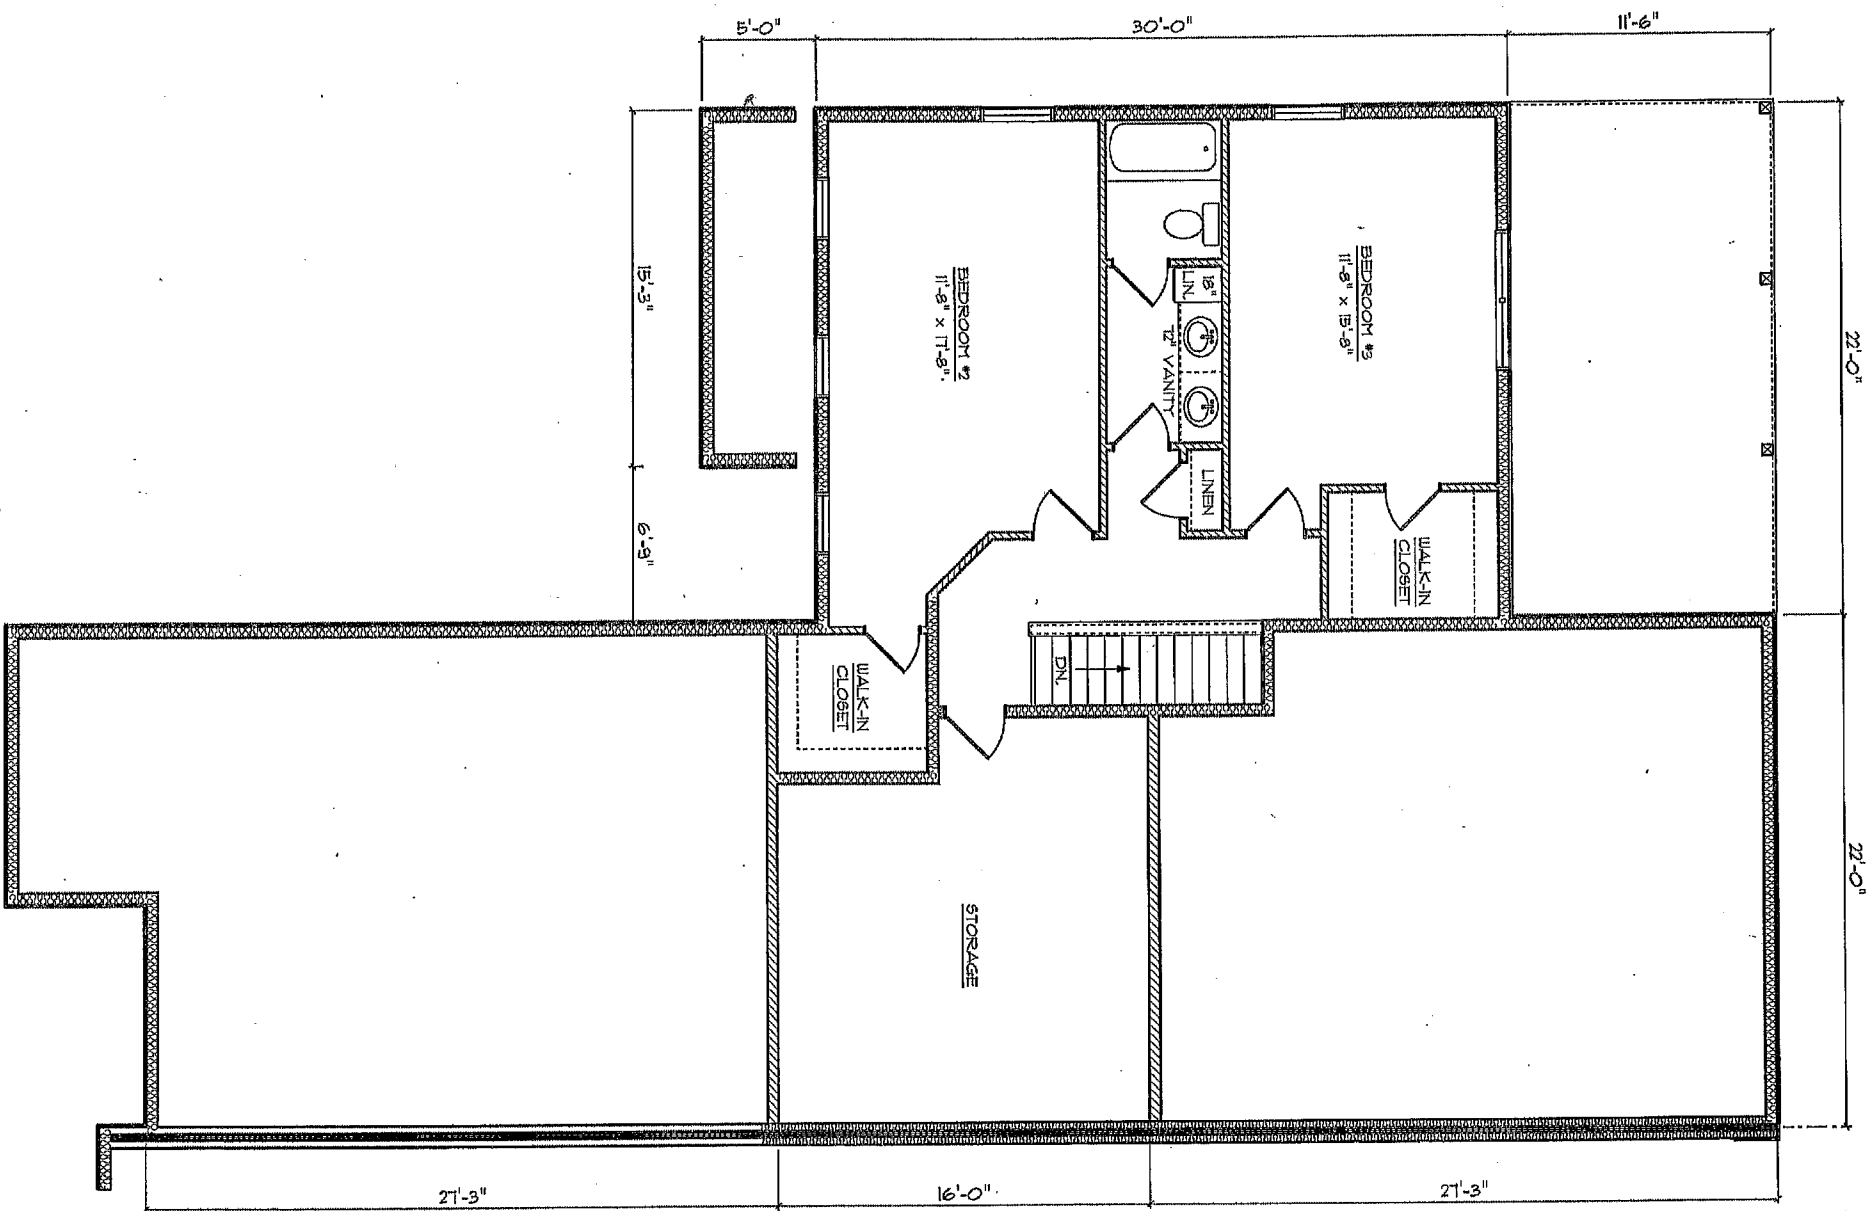 5'-0"
30'-0"
11'-6"
22'-0"
22'-0"
15'-3"
6'-9"
BEDROOM #2
11'-8" x 17'-8"
BEDROOM #3
11'-8" x 15'-8"
18"
LIN.
72" VANITY
LINEN
WALK-IN
CLOSET
DN.
WALK-IN
CLOSET
STORAGE
27'-3"
16'-0"
27'-3"